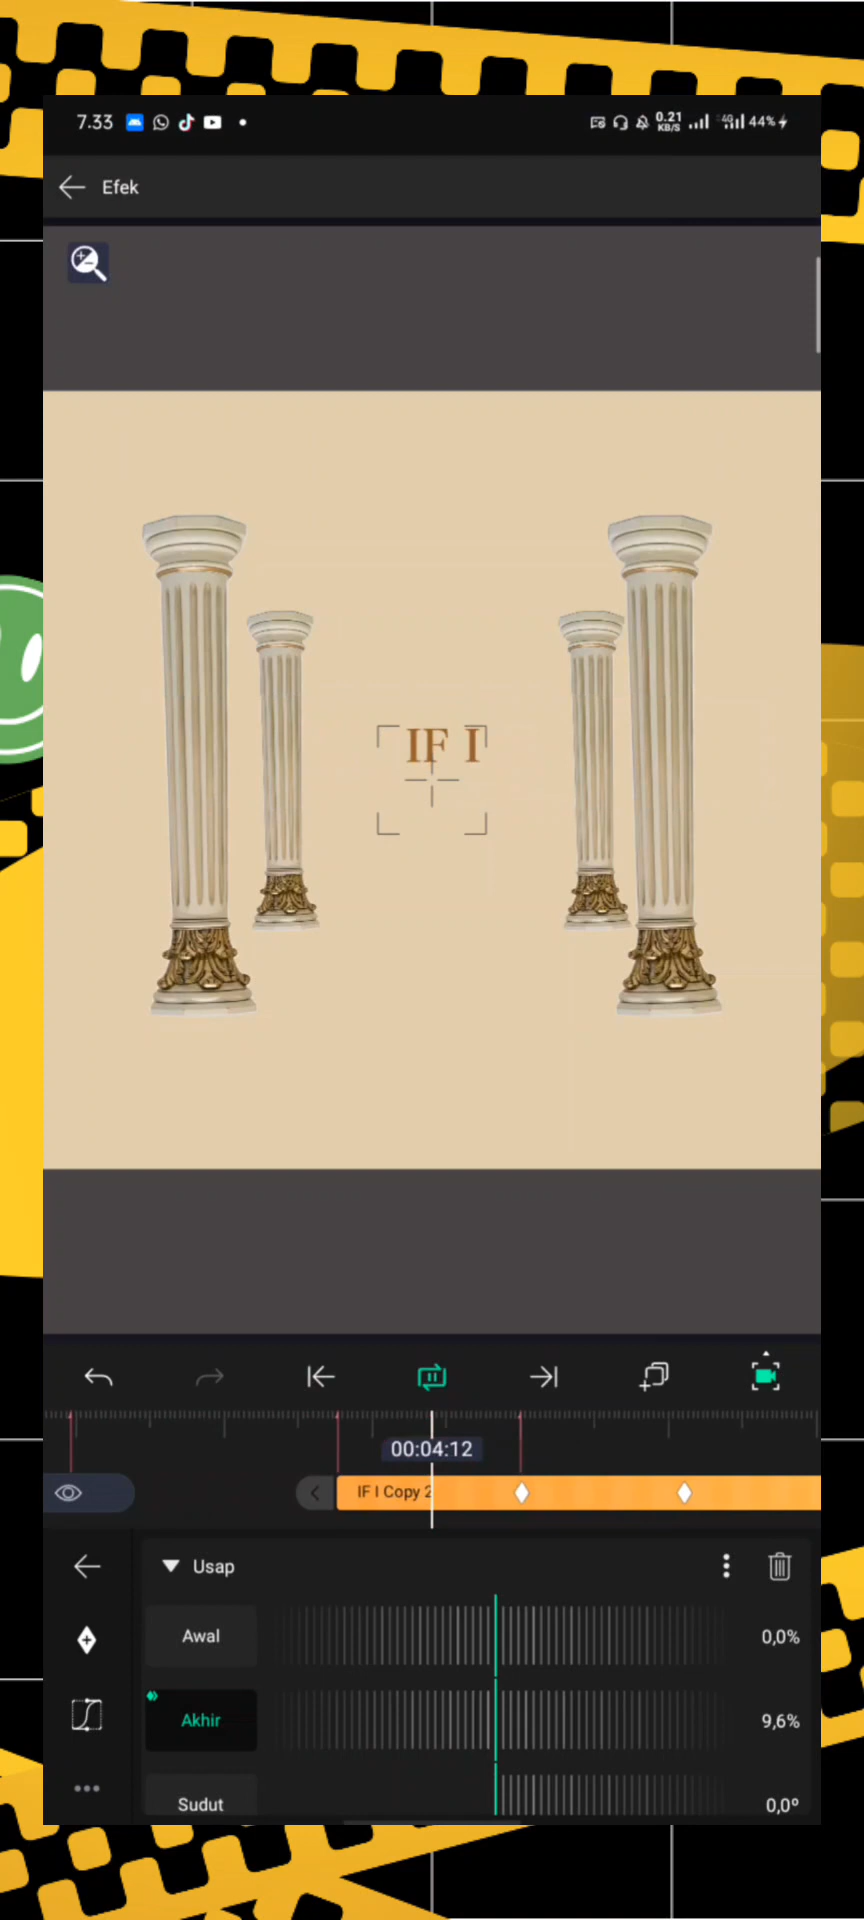 7.33
0.21
KB/S
4G
44%
Efek
IF I
00:04:12
IF I Copy 2
Usap
Awal
0,0%
Akhir
9,6%
Sudut
0,0°